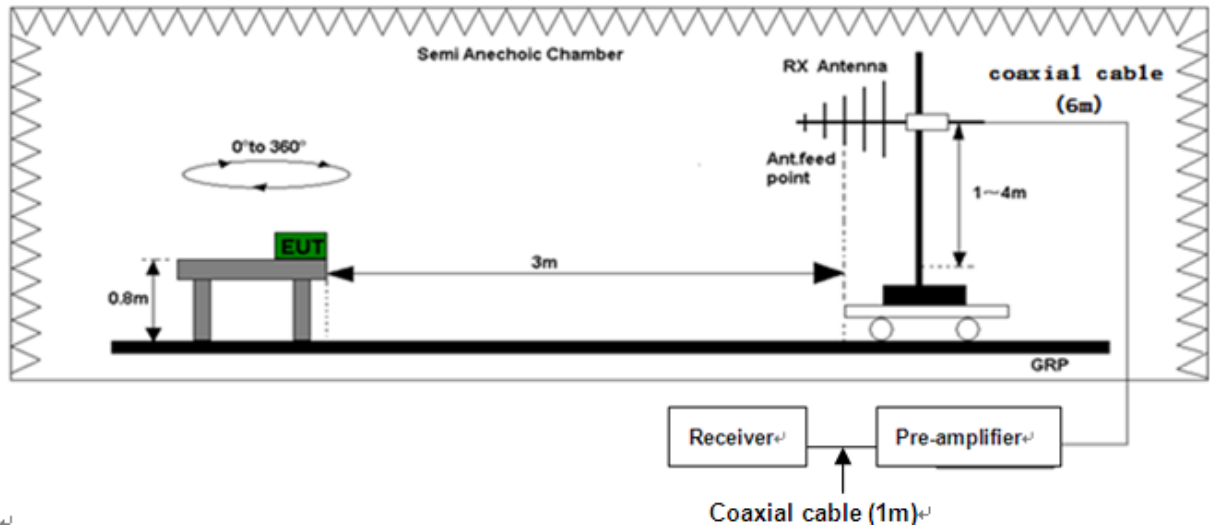 Semi Anechoic Chamber
RX Antenna
coaxial cable
(6m)
0°to 360°
Ant.feed
point
1～4m
EUT
3m
0.8m
GRP
Receiver↵
Pre-amplifier↵
Coaxial cable (1m)↵
↵